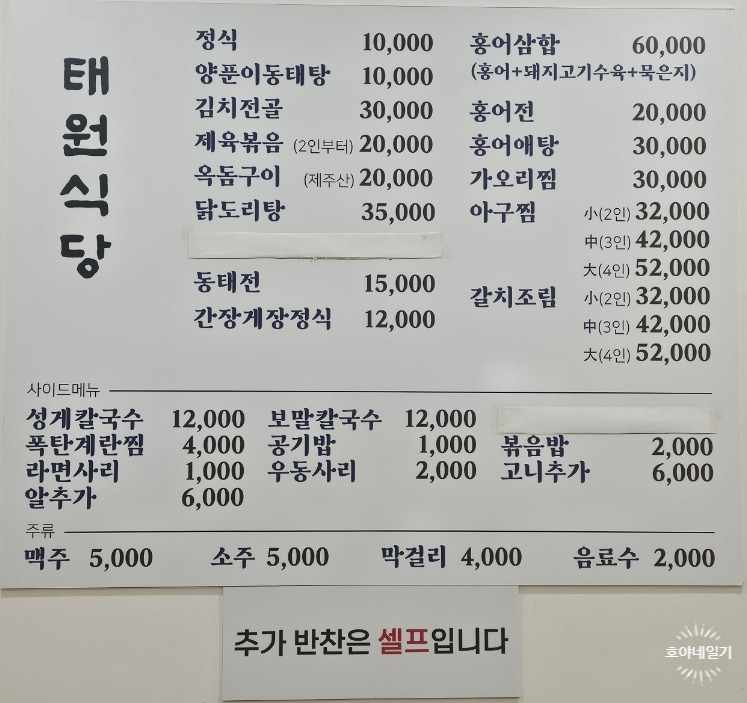 태원식당
정식 10,000
양푼이동태탕 10,000
김치전골 30,000
제육볶음 (2인부터) 20,000
옥돔구이 (제주산) 20,000
닭도리탕 35,000
동태전 15,000
간장게장정식 12,000
홍어삼합 60,000
(홍어+돼지고기수육+묵은지)
홍어전 20,000
홍어애탕 30,000
가오리찜 30,000
아구찜 小(2인) 32,000
中(3인) 42,000
大(4인) 52,000
갈치조림 小(2인) 32,000
中(3인) 42,000
大(4인) 52,000
사이드메뉴
성게칼국수 12,000 보말칼국수 12,000
폭탄계란찜 4,000 공기밥 1,000 볶음밥 2,000
라면사리 1,000 우동사리 2,000 고니추가 6,000
알추가 6,000
주류
맥주 5,000 소주 5,000 막걸리 4,000 음료수 2,000
추가 반찬은 셀프입니다
호야네일기